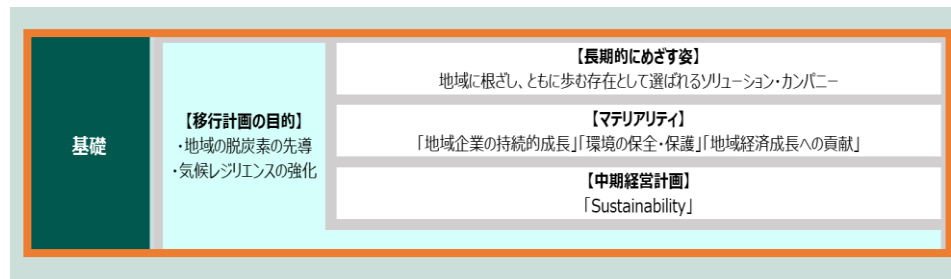 基礎
【移行計画の目的】
・地域の脱炭素の先導
・気候レジリエンスの強化
【長期的にめざす姿】
地域に根ざし、ともに歩む存在として選ばれるソリューション・カンパニー
【マテリアリティ】
「地域企業の持続的成長」「環境の保全・保護」「地域経済成長への貢献」
【中期経営計画】
「Sustainability」